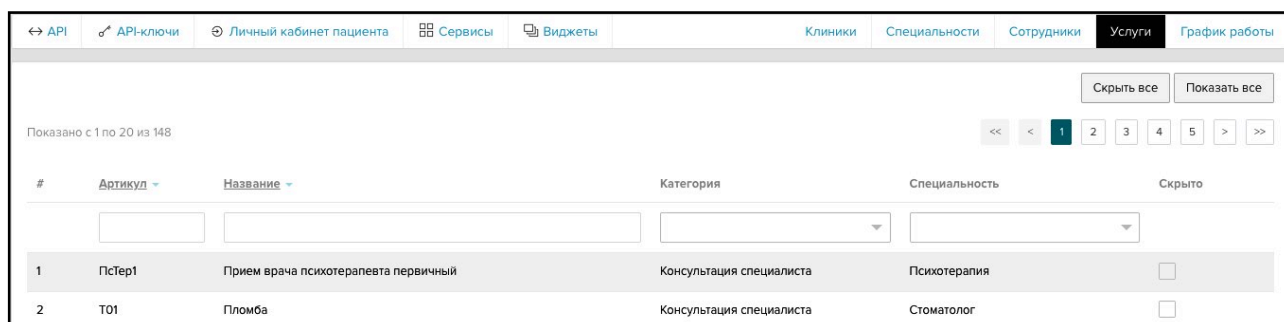 API API-ключи Личный кабинет пациента Сервисы Виджеты Клиники Специальности Сотрудники Услуги График работы
Скрыть все Показать все
Показано с 1 по 20 из 148 << < 1 2 3 4 5 > >>
# Артикул Название Категория Специальность Скрыто
1 ПсТер1 Прием врача психотерапевта первичный Консультация специалиста Психотерапия
2 Т01 Пломба Консультация специалиста Стоматолог